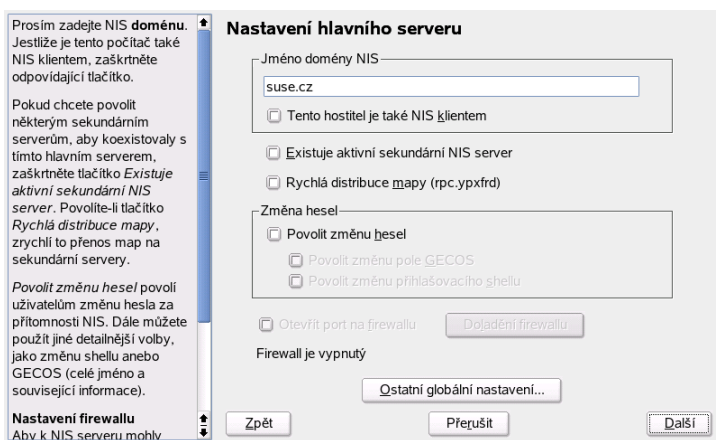 Prosím zadejte NIS doménu.
Jestliže je tento počítač také
NIS klientem, zaškrtněte
odpovídající tlačítko.
Pokud chcete povolit
některým sekundárním
serverům, aby koexistovaly s
tímto hlavním serverem,
zaškrtněte tlačítko Existuje
aktivní sekundární NIS
server. Povolíte-li tlačítko
Rychlá distribuce mapy,
zrychlí to přenos map na
sekundární servery.
Povolit změnu hesel povolí
uživatelům změnu hesla za
přítomnosti NIS. Dále můžete
použít jiné detailnější volby,
jako změnu shellu anebo
GECOS (celé jméno a
související informace).
Nastavení firewallu
Aby k NIS serveru mohly
Nastavení hlavního serveru
Jméno domény NIS
suse.cz
Tento hostitel je také NIS klientem
Existuje aktivní sekundární NIS server
Rychlá distribuce mapy (rpc.ypxfrd)
Změna hesel
Povolit změnu hesel
Povolit změnu pole GECOS
Povolit změnu přihlašovacího shellu
Otevřít port na firewallu
Doladění firewallu
Firewall je vypnutý
Ostatní globální nastavení...
Zpět
Přerušit
Další